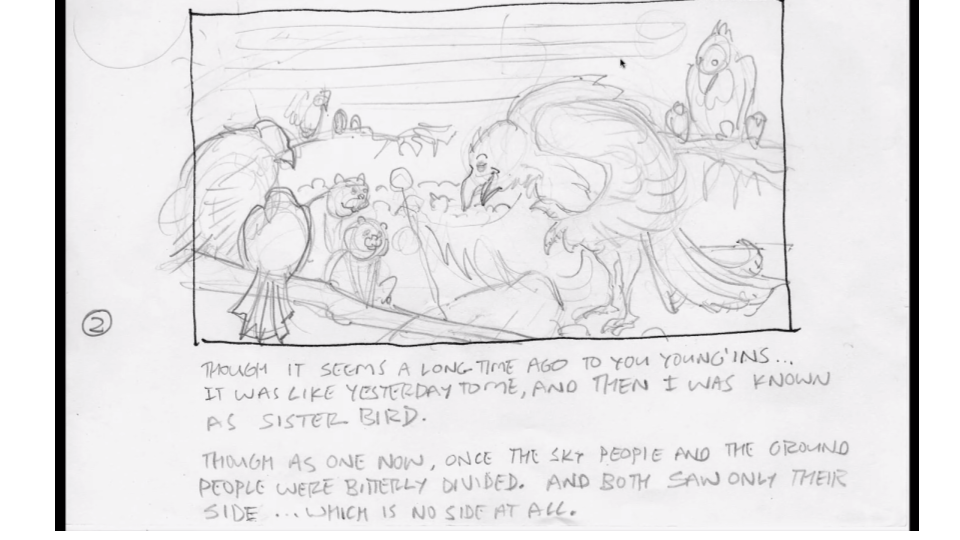 2
THOUGH IT SEEMS A LONG TIME AGO TO YOU YOUNG'INS...
IT WAS LIKE YESTERDAY TO ME, AND THEN I WAS KNOWN
AS SISTER BIRD.
THOUGH AS ONE NOW, ONCE THE SKY PEOPLE AND THE GROUND
PEOPLE WERE BITTERLY DIVIDED. AND BOTH SAW ONLY THEIR
SIDE ... WHICH IS NO SIDE AT ALL.